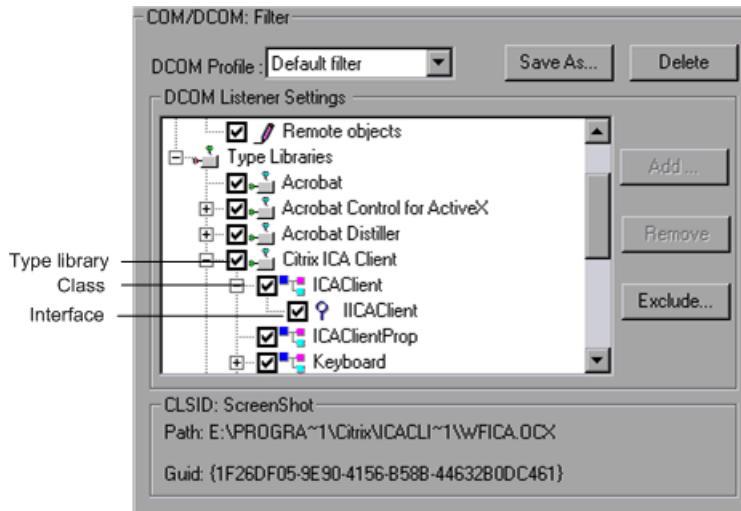 COM/DCOM: Filter
DCOM Profile : Default filter Save As... Delete
DCOM Listener Settings
Remote objects
Type Libraries
Acrobat
Add ...
Acrobat Control for ActiveX
Acrobat Distiller
Remove
Type library Citrix ICA Client
Class ICAClient
Exclude...
Interface IICAClient
ICAClientProp
Keyboard
CLSID: ScreenShot
Path: E:\PROGRA~1\Citrix\ICACLI~1\WFICA.OCX
Guid: {1F26DF05-9E90-4156-B58B-44632B0DC461}